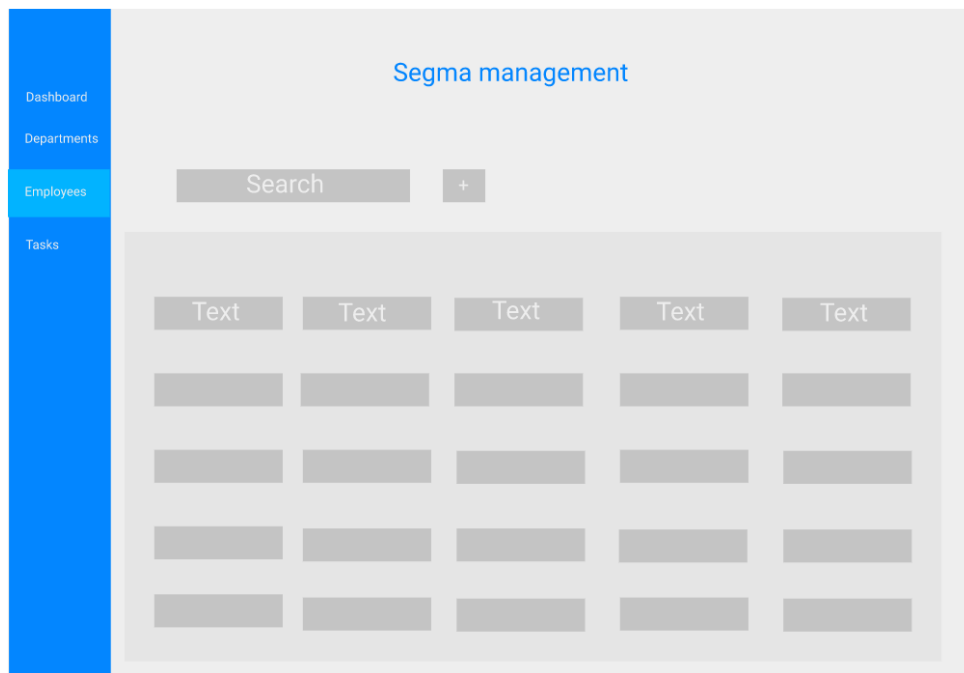 Segma management
Dashboard
Departments
Employees
Tasks
Search
+
Text Text Text Text Text